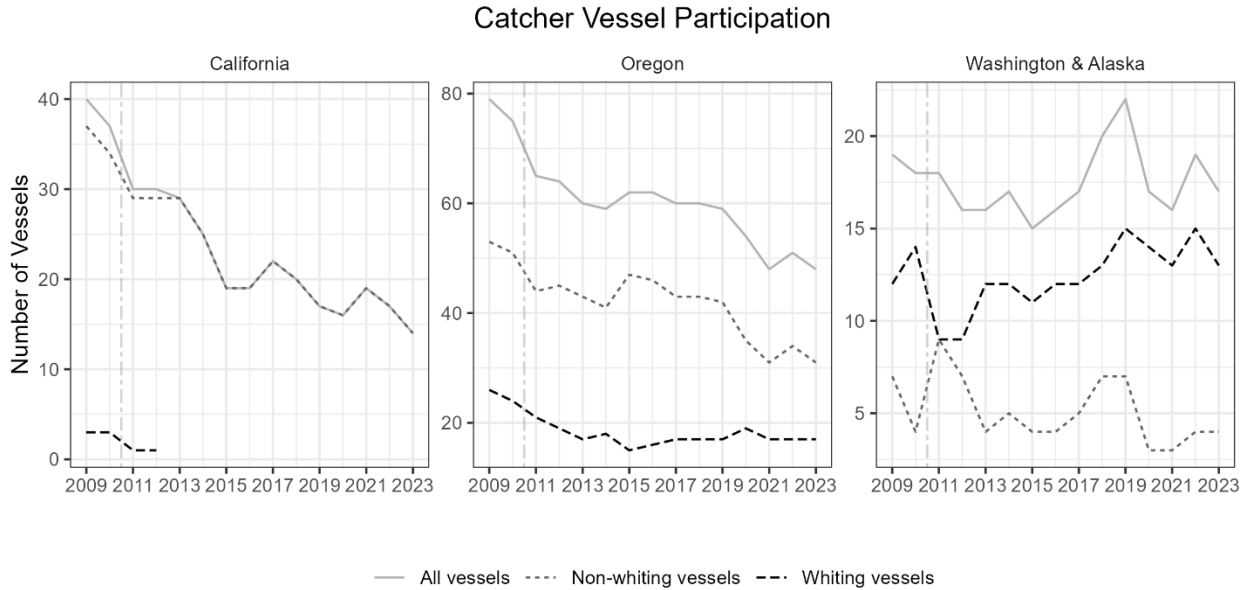 Catcher Vessel Participation
California
Oregon
Washington & Alaska
Number of Vessels
40
30
20
10
0
80
60
40
20
20
15
10
5
2009 2011 2013 2015 2017 2019 2021 2023
2009 2011 2013 2015 2017 2019 2021 2023
2009 2011 2013 2015 2017 2019 2021 2023
All vessels Non-whiting vessels Whiting vessels